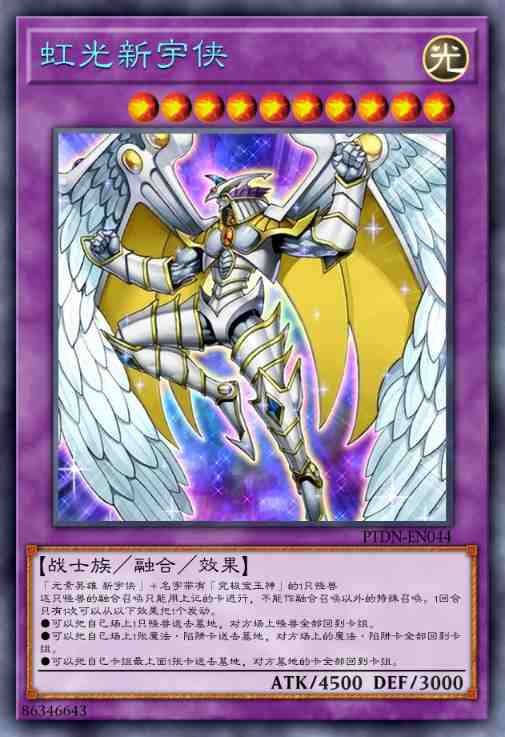 虹光新宇侠
光
PTDN-EN044
【战士族／融合／效果】
「元素英雄 新宇侠」＋名字带有「究极宝玉神」的1只怪兽
这只怪兽的融合召唤只能用上记的卡进行，不能作融合召唤以外的特殊召唤。1回合
只有1次可以从以下效果把1个发动。
●可以把自己场上1只怪兽送去墓地，对方场上怪兽全部回到卡组。
●可以把自己场上1张魔法·陷阱卡送去墓地，对方场上的魔法·陷阱卡全部回到卡
组。
●可以把自己卡组最上面1张卡送去墓地，对方墓地的卡全部回到卡组。
ATK/4500 DEF/3000
86346643